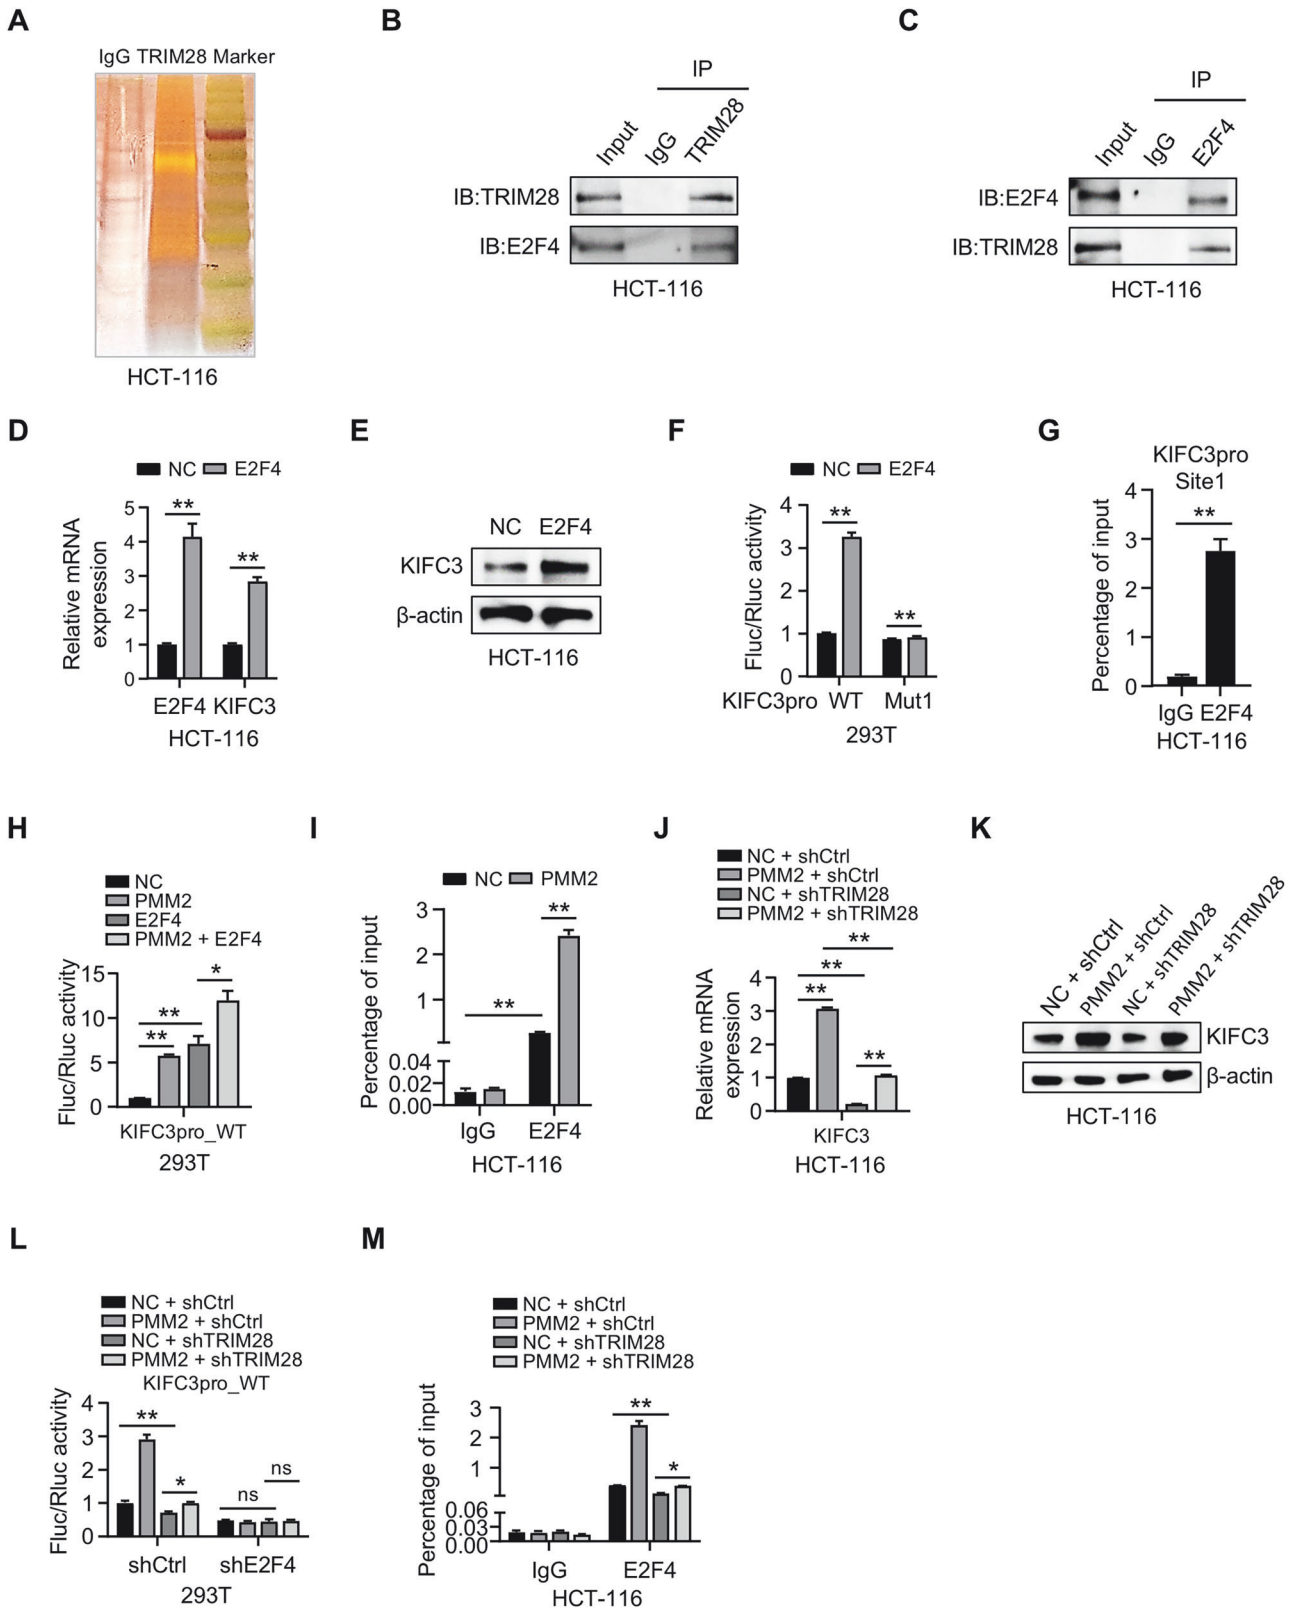 A
IgG TRIM28 Marker
HCT-116
B
IP
Input
IgG
TRIM28
IB:TRIM28
IB:E2F4
HCT-116
C
IP
Input
IgG
E2F4
IB:E2F4
IB:TRIM28
HCT-116
D
NC E2F4
Relative mRNA
expression
5
4
3
2
1
0
**
**
E2F4 KIFC3
HCT-116
E
NC E2F4
KIFC3
β-actin
HCT-116
F
NC E2F4
Fluc/Rluc activity
4
3
2
1
0
**
**
KIFC3pro WT Mut1
293T
G
KIFC3pro
Site1
Percentage of input
4
3
2
1
0
**
IgG E2F4
HCT-116
H
NC
PMM2
E2F4
PMM2 + E2F4
Fluc/Rluc activity
15
10
5
0
*
**
**
KIFC3pro_WT
293T
I
NC PMM2
Percentage of input
3
2
1
0.04
0.02
0.00
**
**
IgG E2F4
HCT-116
J
NC + shCtrl
PMM2 + shCtrl
NC + shTRIM28
PMM2 + shTRIM28
Relative mRNA
expression
4
3
2
1
0
**
**
**
**
KIFC3
HCT-116
K
NC + shCtrl
PMM2 + shCtrl
NC + shTRIM28
PMM2 + shTRIM28
KIFC3
β-actin
HCT-116
L
NC + shCtrl
PMM2 + shCtrl
NC + shTRIM28
PMM2 + shTRIM28
KIFC3pro_WT
Fluc/Rluc activity
4
3
2
1
0
**
*
ns
ns
shCtrl shE2F4
293T
M
NC + shCtrl
PMM2 + shCtrl
NC + shTRIM28
PMM2 + shTRIM28
Percentage of input
3
2
1
0.06
0.03
0.00
**
*
IgG E2F4
HCT-116